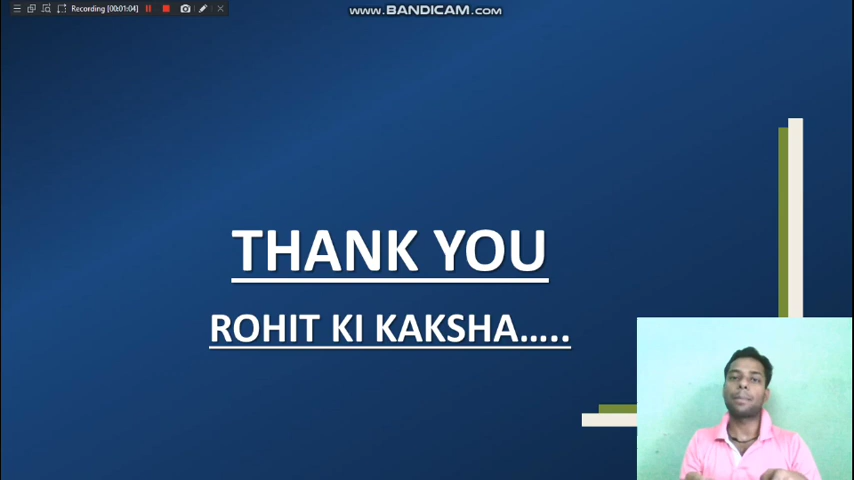 Recording [00:01:04]
www.BANDICAM.com
THANK YOU
ROHIT KI KAKSHA.....